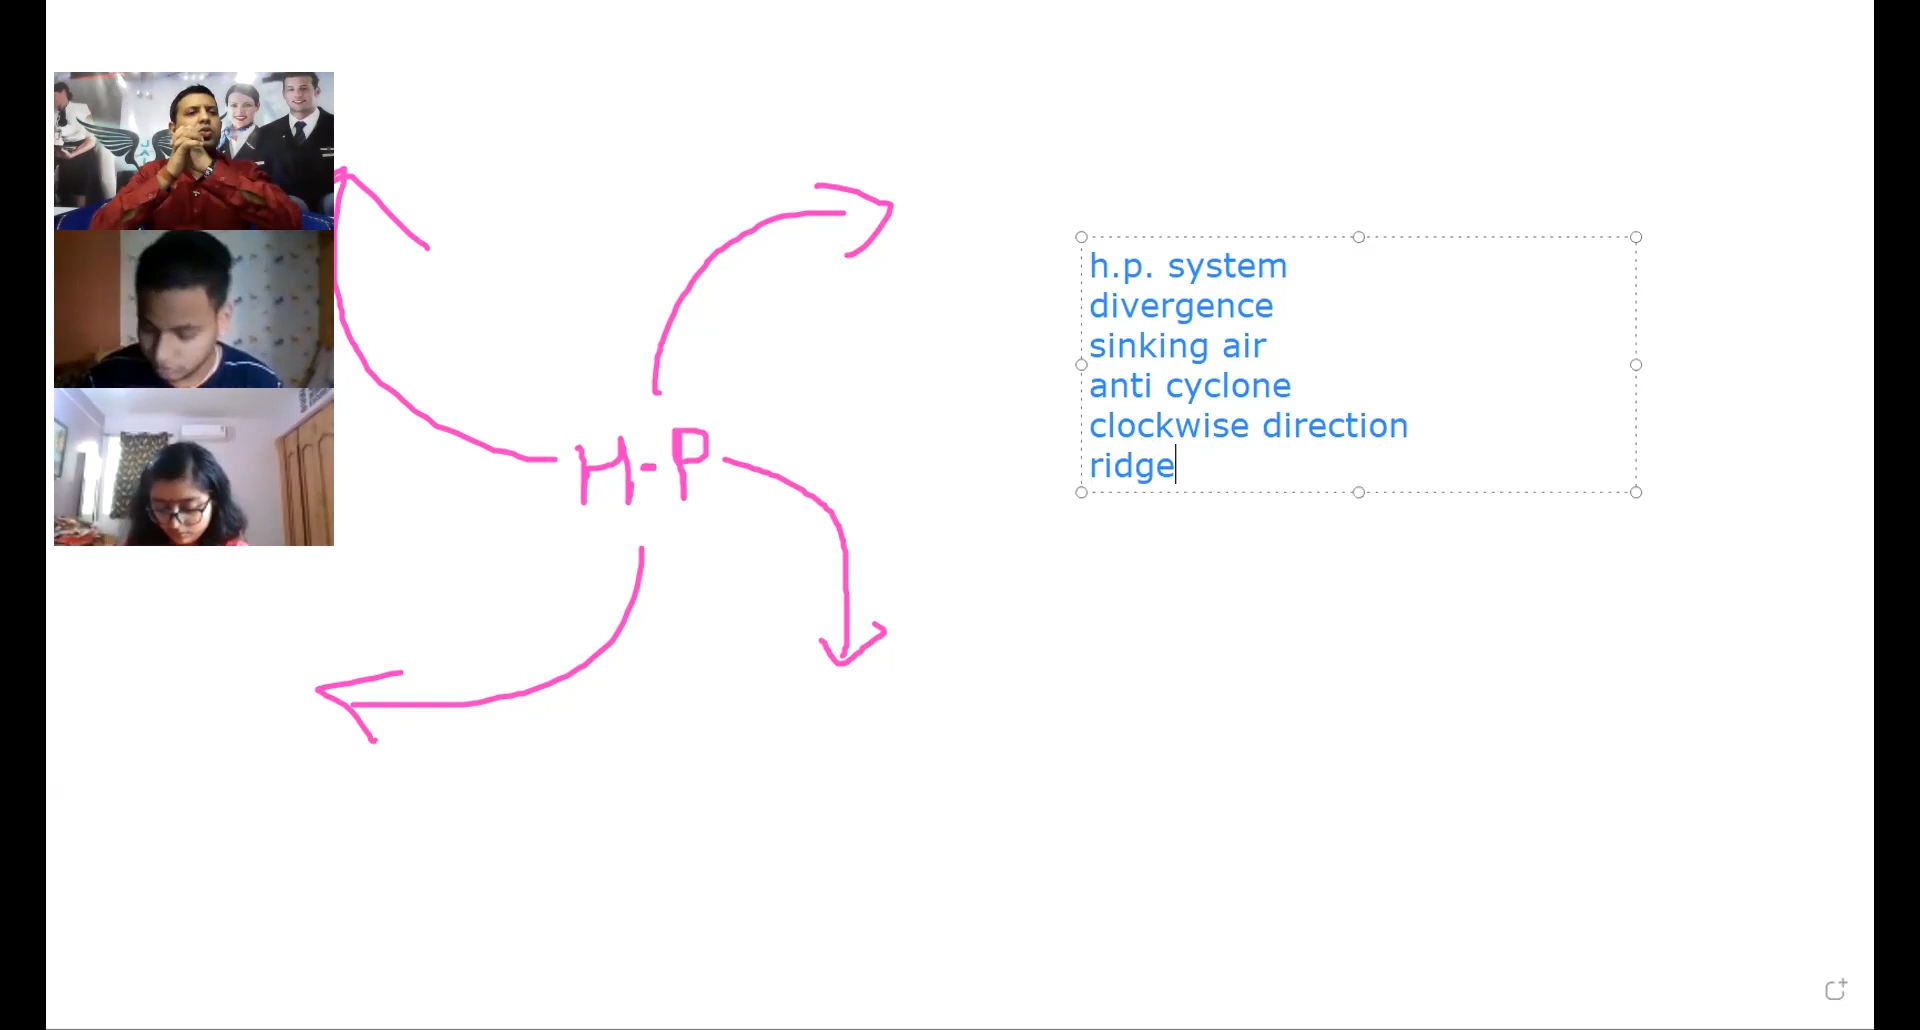 H-P
h.p. system
divergence
sinking air
anti cyclone
clockwise direction
ridge